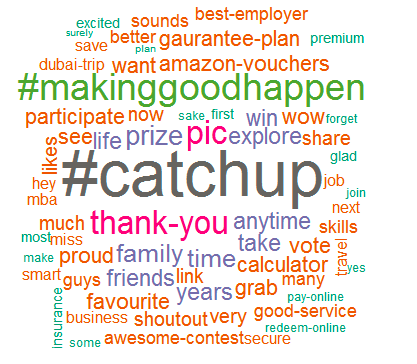 excited sounds best-employer
surely
save better gaurantee-plan premium
plan
dubai-trip want amazon-vouchers
#makinggoodhappen
participate now sake first win wow forget
likes see life prize pic explore share
glad
hey #catchup job
mba join
much thank-you anytime next
most miss take skills
make proud family time vote travel yes
smart guys friends link calculator
insurance favourite years grab many
pay-online
business shoutout very good-service
redeem-online
some awesome-contest secure